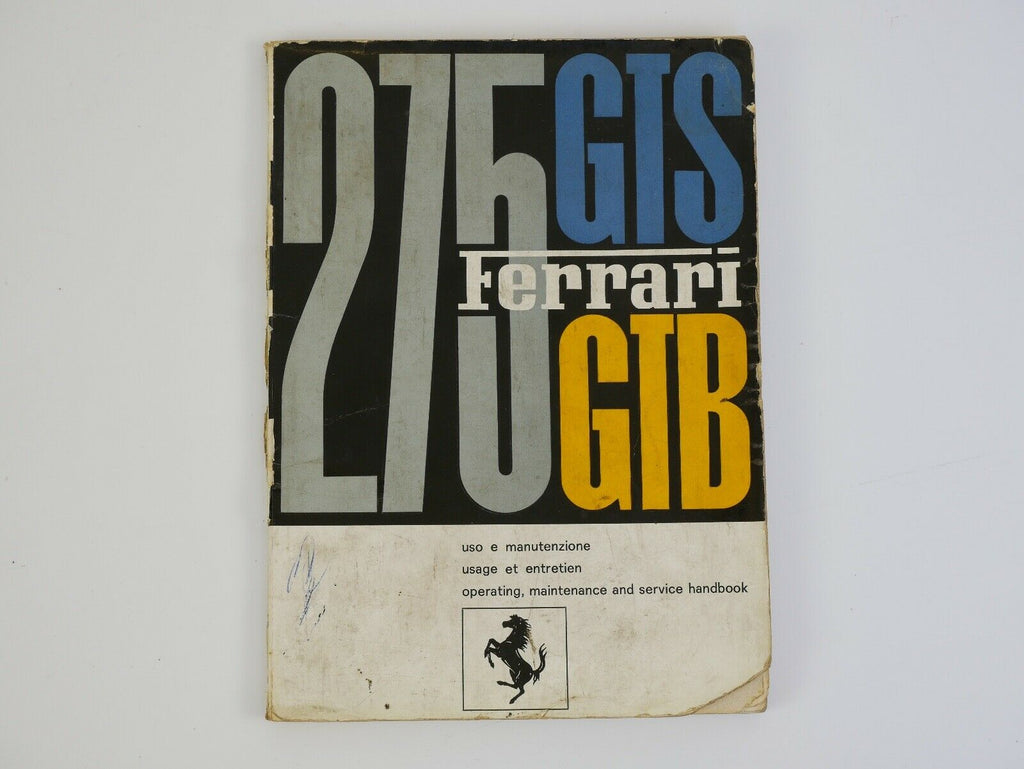 275
GTS
Ferrari
GTB
uso e manutenzione
usage et entretien
operating, maintenance and service handbook